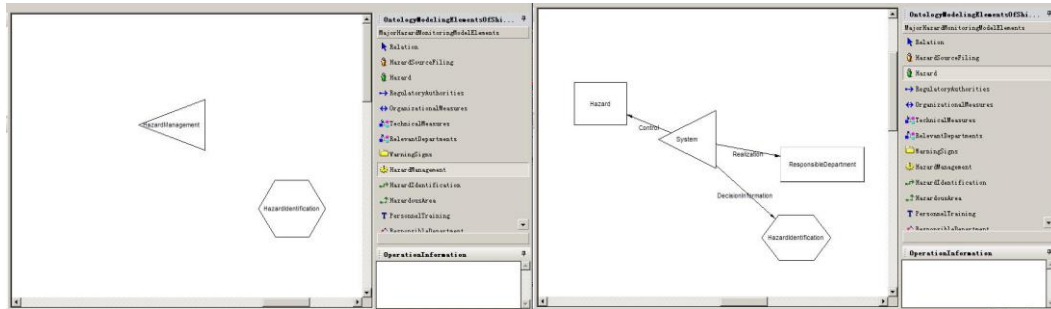 OntologyModelingElementsOfShi...
MajorHazardMonitoringModelElements
Relation
HazardSourceFiling
Hazard
RegulatoryAuthorities
OrganizationalMeasures
TechnicalMeasures
RelevantDepartments
WarningSigns
HazardManagement
HazardIdentification
HazardousArea
PersonnelTraining
ResponsibleDepartment
OperationInformation
HazardManagement
HazardIdentification
OntologyModelingElementsOfShi...
MajorHazardMonitoringModelElements
Relation
HazardSourceFiling
Hazard
RegulatoryAuthorities
OrganizationalMeasures
TechnicalMeasures
RelevantDepartments
WarningSigns
HazardManagement
HazardIdentification
HazardousArea
PersonnelTraining
ResponsibleDepartment
OperationInformation
Hazard
Control
System
Realization
ResponsibleDepartment
DecisionInformation
HazardIdentification